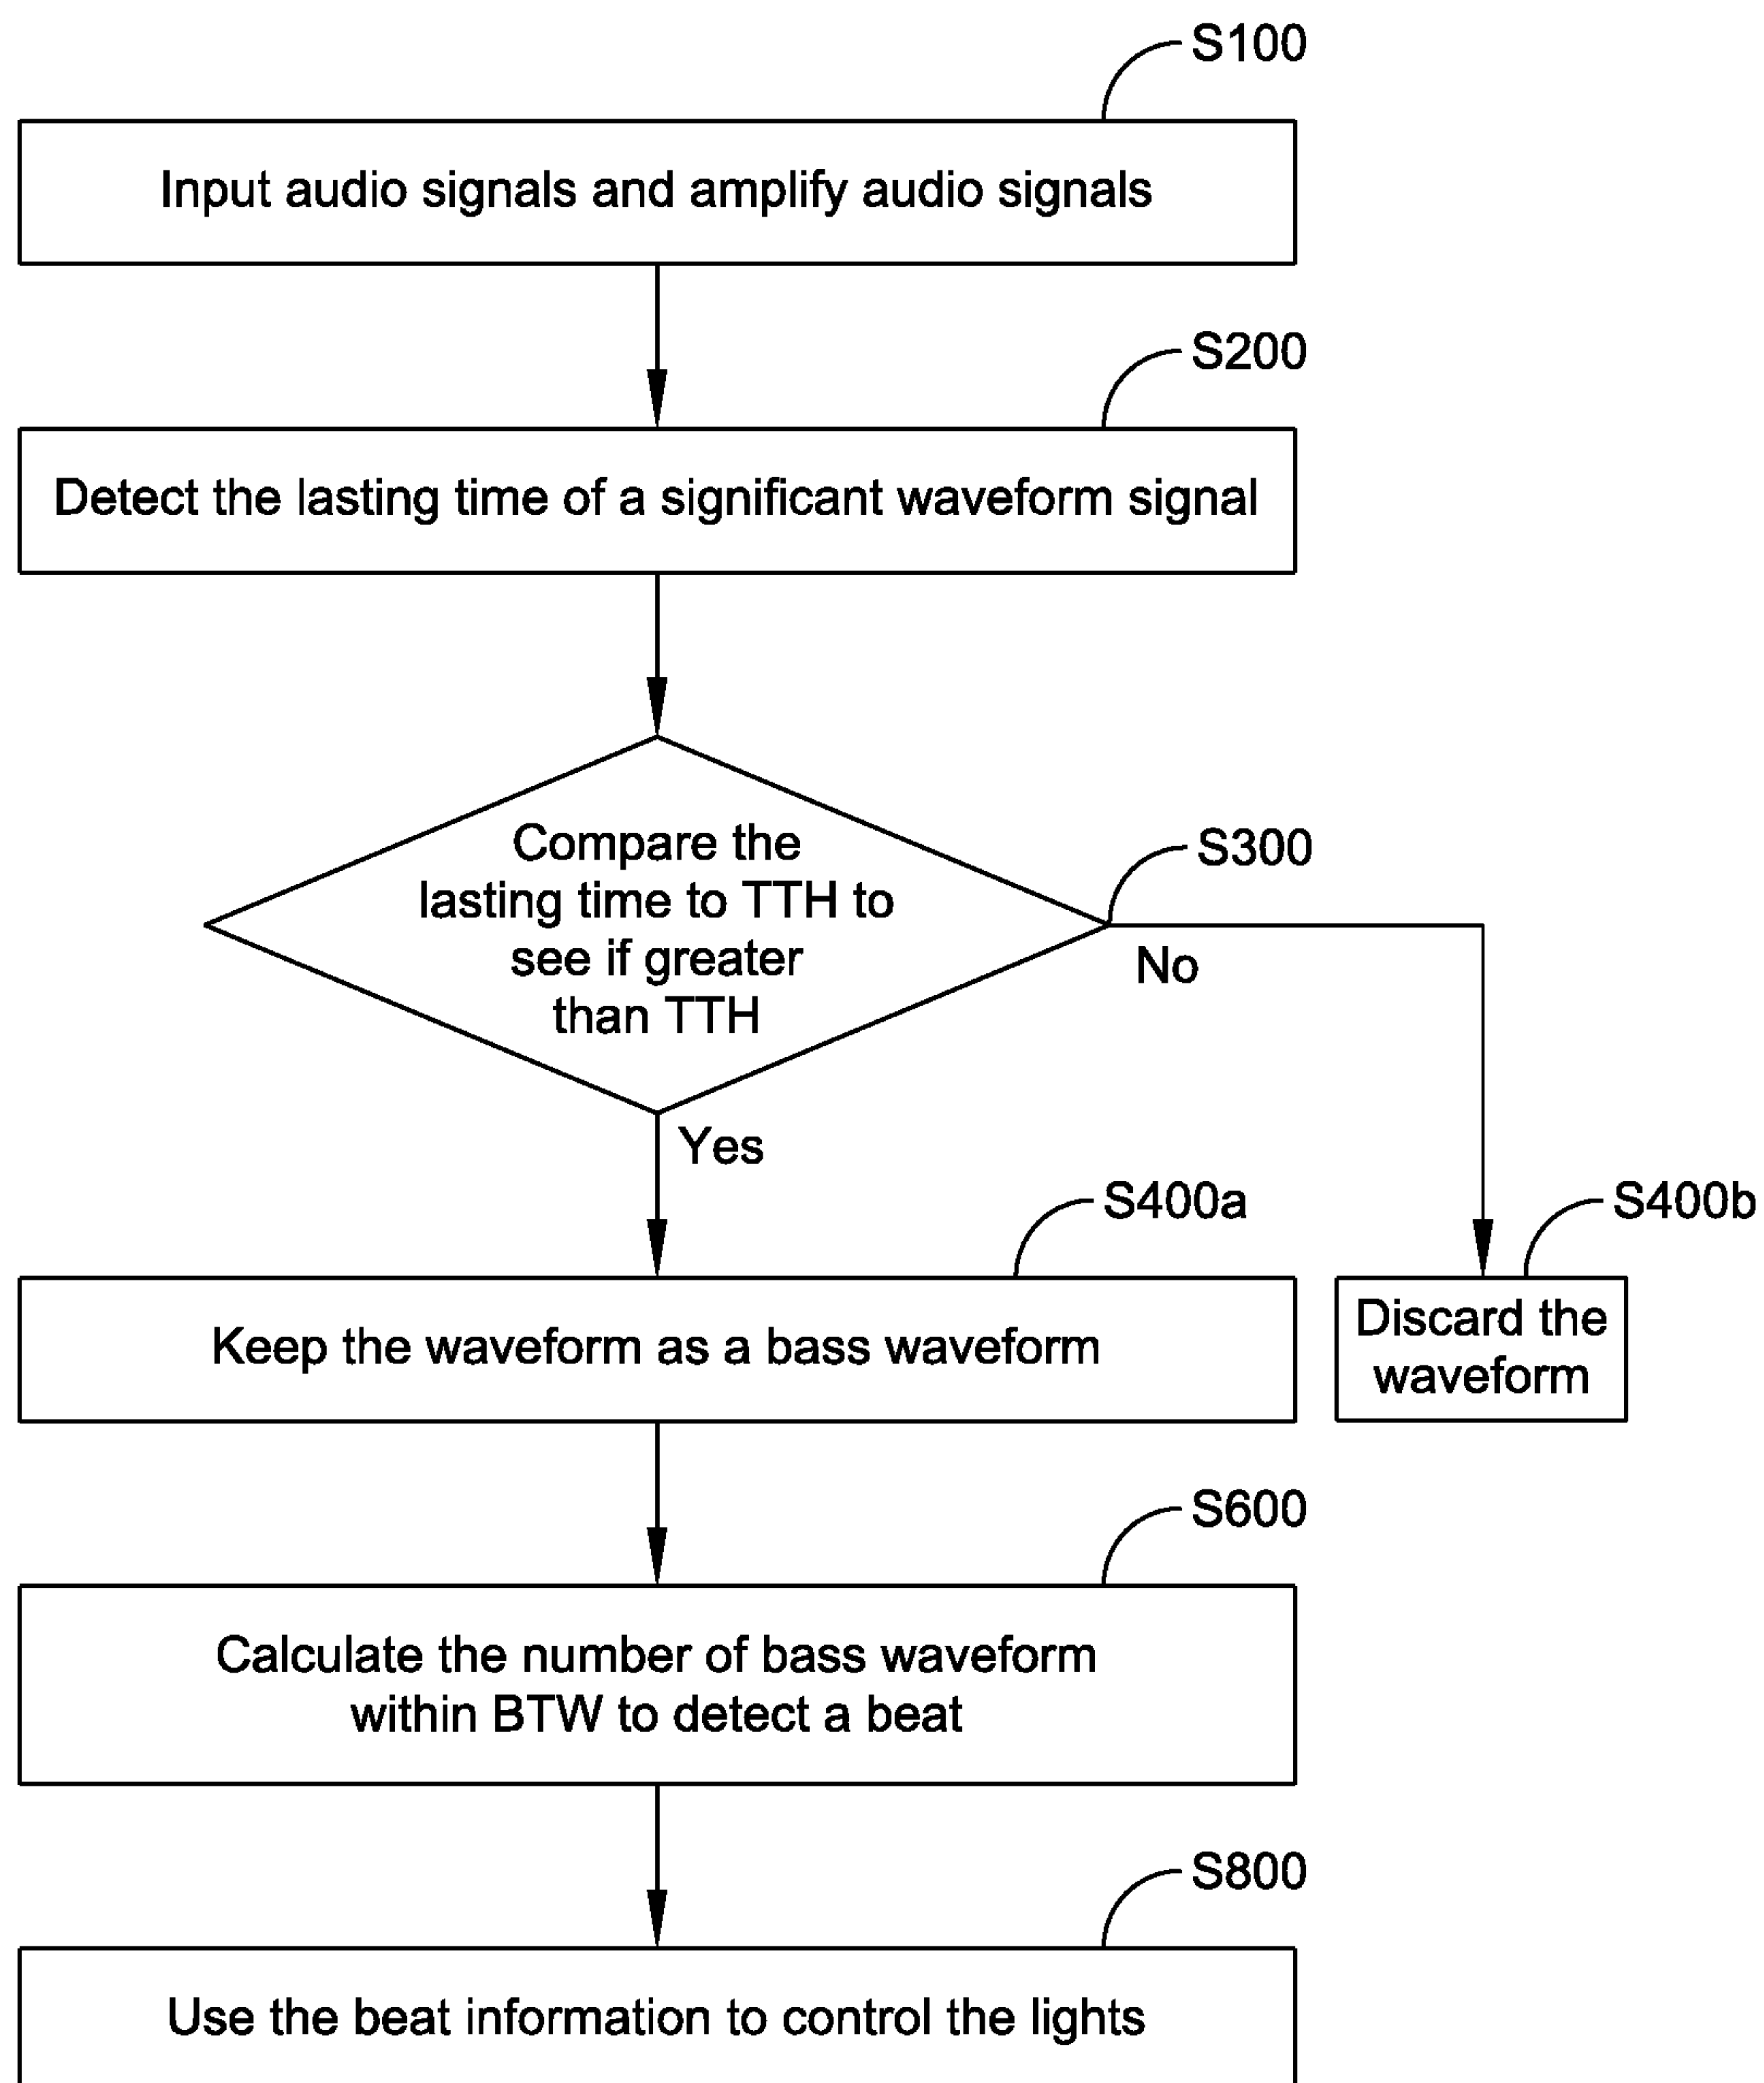 S100
Input audio signals and amplify audio signals
S200
Detect the lasting time of a significant waveform signal
Compare the
lasting time to TTH to
see if greater
than TTH
S300
No
Yes
S400a
Keep the waveform as a bass waveform
S400b
Discard the
waveform
S600
Calculate the number of bass waveform
within BTW to detect a beat
S800
Use the beat information to control the lights